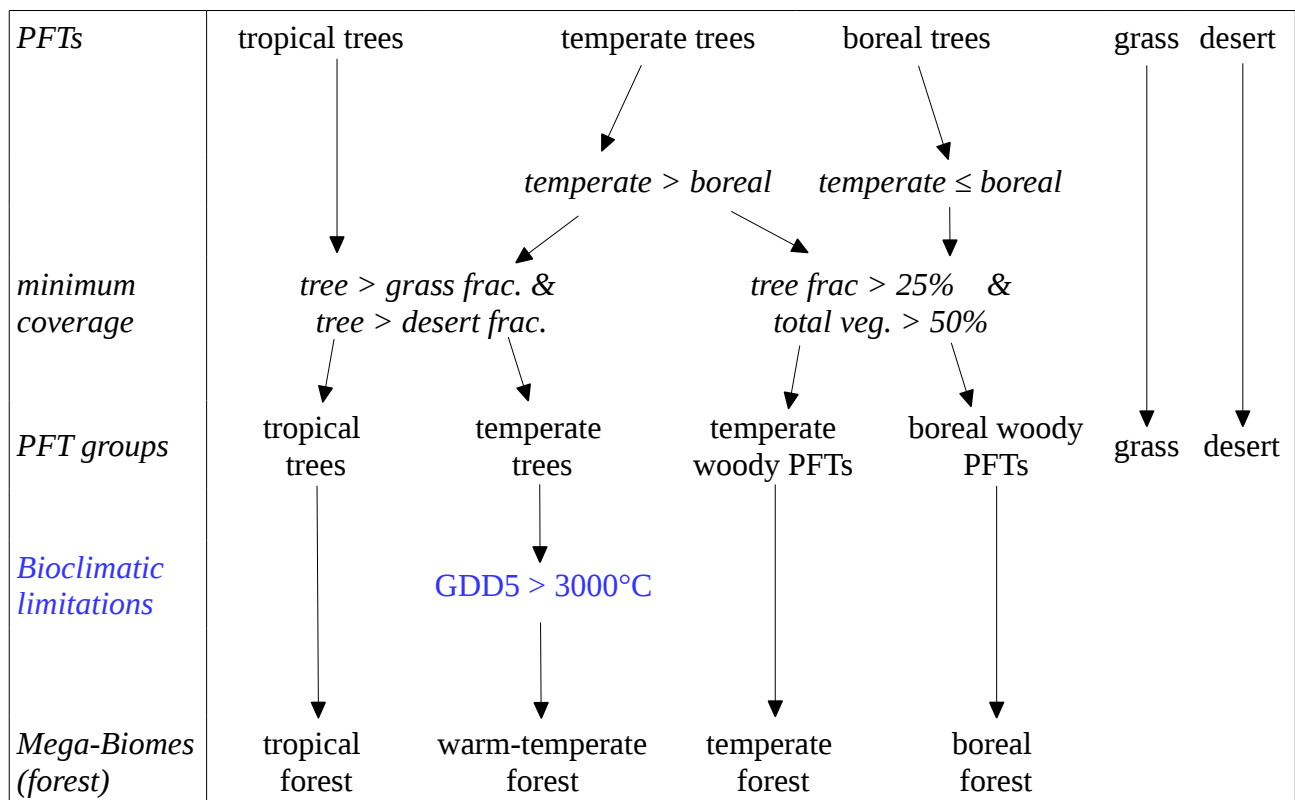 PFTs tropical trees temperate trees boreal trees grass desert
temperate > boreal temperate ≤ boreal
minimum tree > grass frac. & tree frac > 25% &
coverage tree > desert frac. total veg. > 50%
tropical temperate temperate boreal woody
PFT groups grass desert
trees trees woody PFTs PFTs
Bioclimatic
GDD5 > 3000°C
limitations
Mega-Biomes tropical warm-temperate temperate boreal
(forest) forest forest forest forest